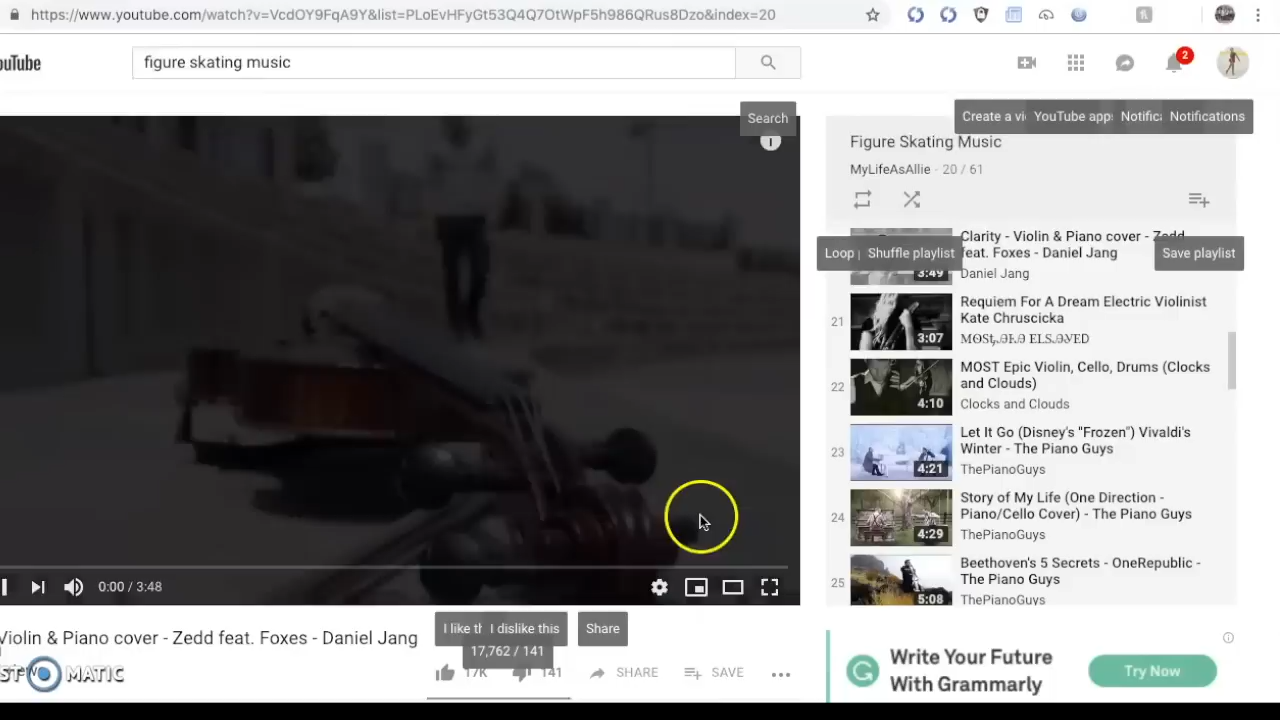 https://www.youtube.com/watch?v=VcdOY9FqA9Y&list=PLoEvHFyGt53Q4Q7OtWpF5h986QRus8Dzo&index=20
ouTube
figure skating music
2
Search
Create a vi YouTube apps Notifica Notifications
Figure Skating Music
MyLifeAsAllie - 20 / 61
Clarity - Violin & Piano cover - Zedd
feat. Foxes - Daniel Jang
Loop Shuffle playlist
Save playlist
3:49
Daniel Jang
21
Requiem For A Dream Electric Violinist
Kate Chruscicka
3:07
22
MOST Epic Violin, Cello, Drums (Clocks
and Clouds)
4:10
Clocks and Clouds
23
Let It Go (Disney's "Frozen") Vivaldi's
Winter - The Piano Guys
4:21
ThePianoGuys
24
Story of My Life (One Direction -
Piano/Cello Cover) - The Piano Guys
4:29
ThePianoGuys
25
Beethoven's 5 Secrets - OneRepublic -
The Piano Guys
5:08
ThePianoGuys
0:00 / 3:48
Violin & Piano cover - Zedd feat. Foxes - Daniel Jang
I like th I dislike this
Share
17,762 / 141
17K
141
SHARE
SAVE
ST MATIC
Write Your Future
With Grammarly
Try Now